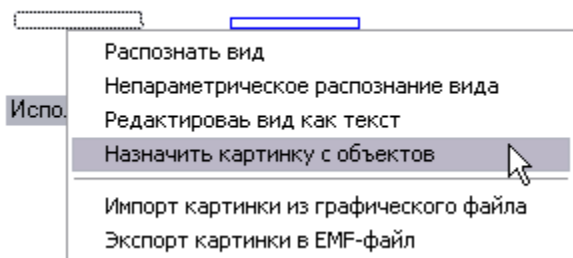 Распознать вид
Непараметрическое распознание вида
Испо.
Редактироваь вид как текст
Назначить картинку с объектов
Импорт картинки из графического файла
Экспорт картинки в EMF-файл